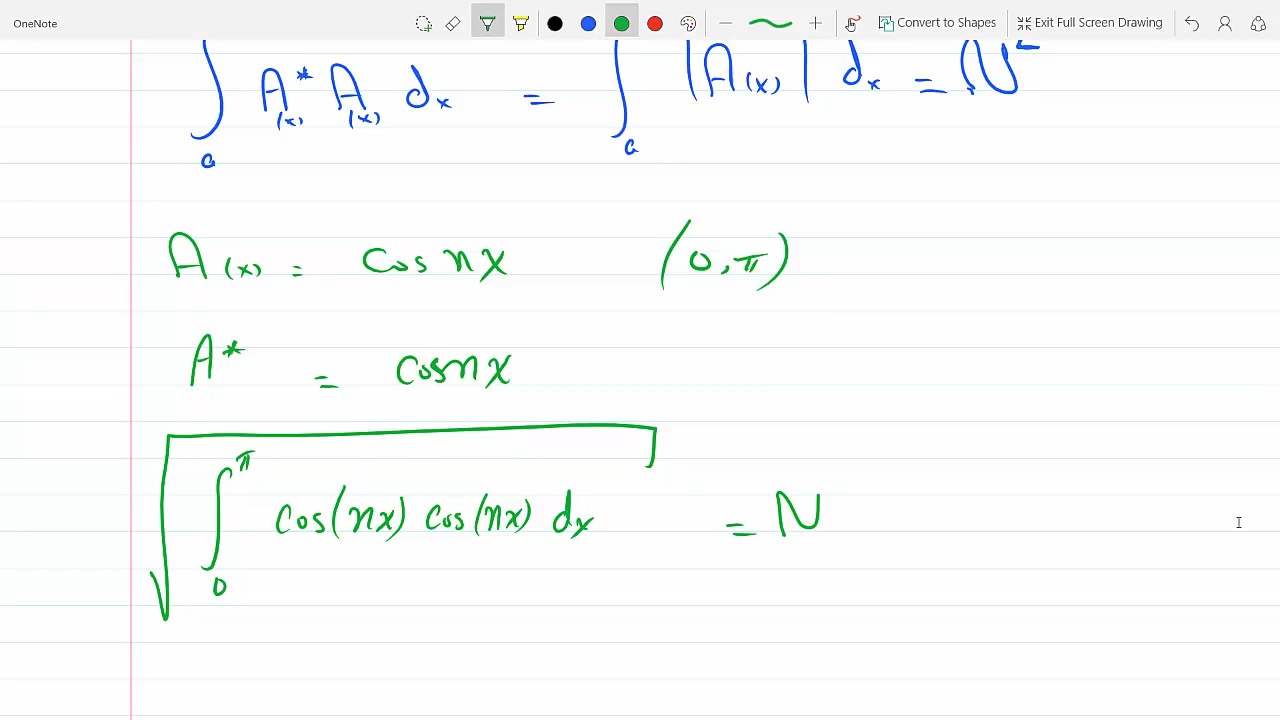 OneNote
Convert to Shapes
Exit Full Screen Drawing
∫ₐ A*(x) A(x) dx = ∫ₐ |A(x)| dx = N²
A(x) = cos nx (0, π)
A* = cos nx
√∫₀^π cos(nx) cos(nx) dx = N